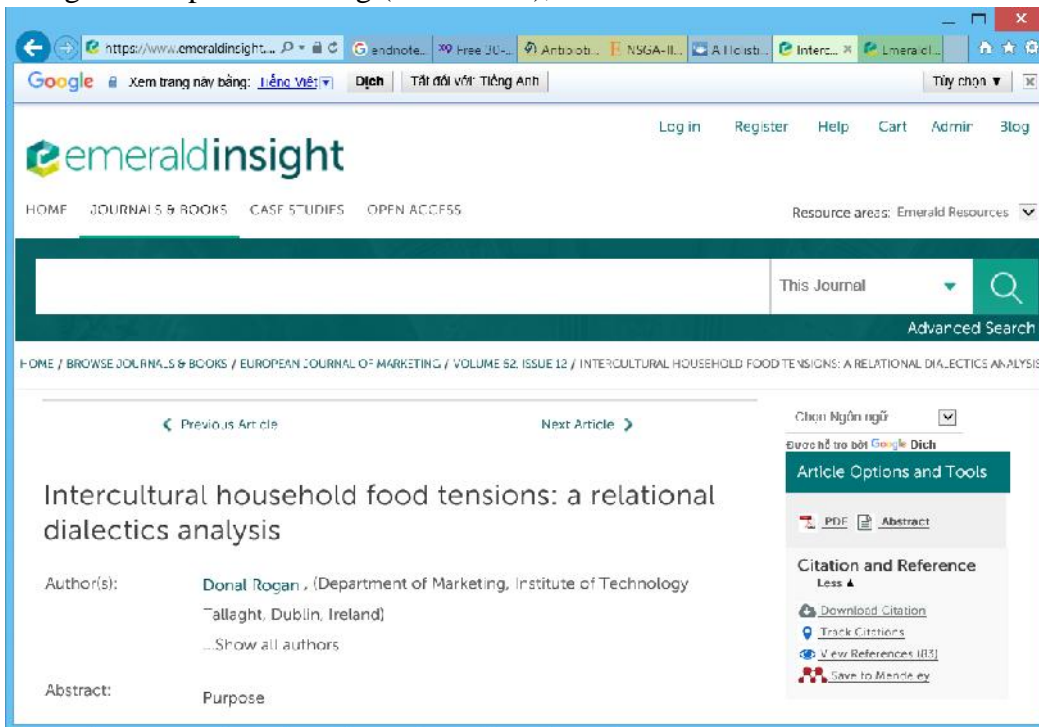 https://www.emeraldinsight.... endnote... Free 30-... NSGA-II... Interc...
Google Xem trang này bằng: Tiếng Việt Dịch Tắt đối với: Tiếng Anh Tùy chọn
Log in Register Help Cart Admin Blog
emeraldinsight
HOME JOURNALS & BOOKS CASE STUDIES OPEN ACCESS Resource areas: Emerald Resources
This Journal
Advanced Search
HOME / BROWSE JOURNALS & BOOKS / EUROPEAN JOURNAL OF MARKETING / VOLUME 52, ISSUE 12 / INTERCULTURAL HOUSEHOLD FOOD TENSIONS: A RELATIONAL DIALECTICS ANALYSIS
Previous Article Next Article
Chọn Ngôn ngữ
Được hỗ trợ bởi Google Dịch
Article Options and Tools
PDF Abstract
Intercultural household food tensions: a relational
dialectics analysis
Citation and Reference
Less
Download Citation
Track Citations
View References (83)
Save to Mendeley
Author(s): Donal Rogan , (Department of Marketing, Institute of Technology
Tallaght, Dublin, Ireland)
...Show all authors
Abstract: Purpose